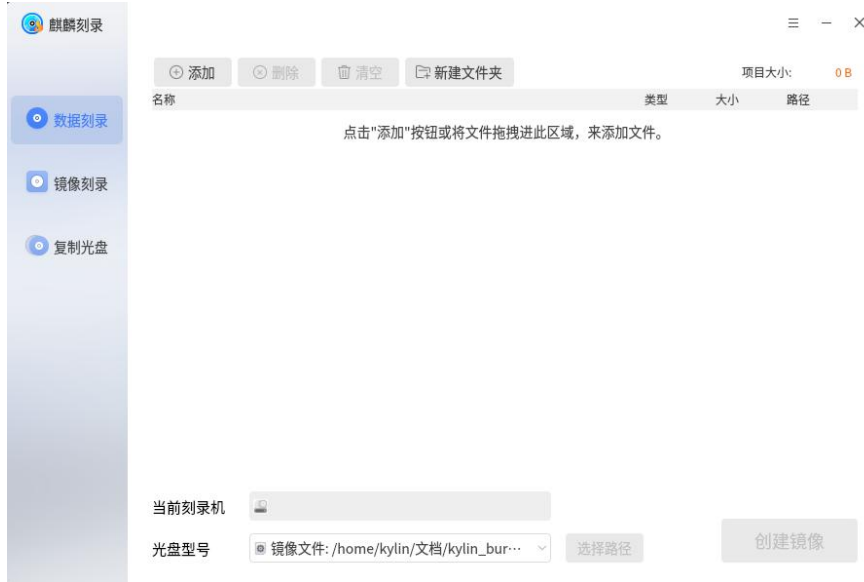 麒麟刻录
添加 删除 清空 新建文件夹 项目大小: 0 B
名称 类型 大小 路径
数据刻录
点击"添加"按钮或将文件拖拽进此区域，来添加文件。
镜像刻录
复制光盘
当前刻录机
光盘型号 镜像文件: /home/kylin/文档/kylin_bur… 选择路径 创建镜像